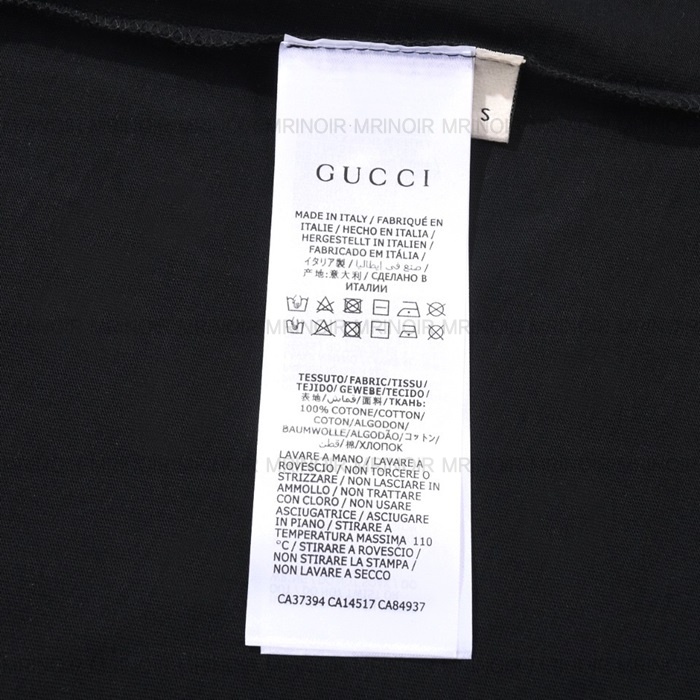 S
MRINOIR MRINOIR MRINOIR MRINOIR MRINOIR
GUCCI
MADE IN ITALY / FABRIQUÉ EN
ITALIE / HECHO EN ITALIA /
HERGESTELLT IN ITALIEN /
FABRICADO EM ITÁLIA /
イタリア製 / صنع في إيطاليا /
产地:意大利 / СДЕЛАНО В
ИТАЛИИ
TESSUTO/FABRIC/TISSU/
TEJIDO/GEWEBE/TECIDO/
表地/قماش/面料/ТКАНЬ:
100% COTONE/COTTON/
COTON/ALGODON/
BAUMWOLLE/ALGODÃO/コットン/
قطن/棉/ХЛОПОК
LAVARE A MANO / LAVARE A
ROVESCIO / NON TORCERE O
STRIZZARE / NON LASCIARE IN
AMMOLLO / NON TRATTARE
CON CLORO / NON USARE
ASCIUGATRICE / ASCIUGARE
IN PIANO / STIRARE A
TEMPERATURA MASSIMA 110
°C / STIRARE A ROVESCIO /
NON STIRARE LA STAMPA /
NON LAVARE A SECCO
CA37394 CA14517 CA84937